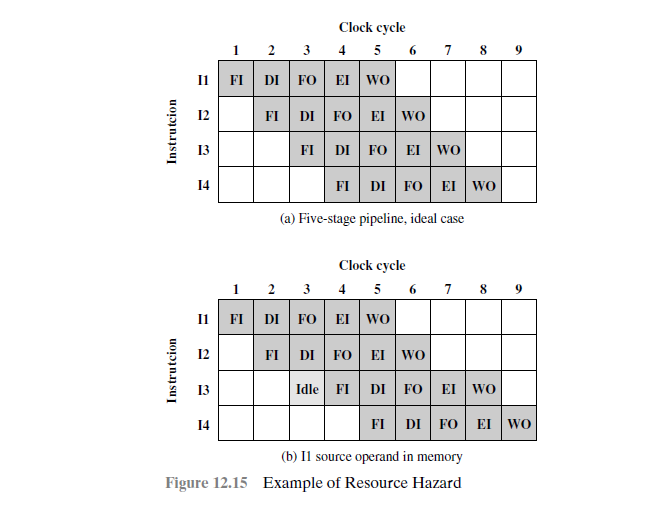 Clock cycle
1 2 3 4 5 6 7 8 9
I1 FI DI FO EI WO
I2 FI DI FO EI WO
I3 FI DI FO EI WO
I4 FI DI FO EI WO
Instrutcion
(a) Five-stage pipeline, ideal case
Clock cycle
1 2 3 4 5 6 7 8 9
I1 FI DI FO EI WO
I2 FI DI FO EI WO
I3 Idle FI DI FO EI WO
I4 FI DI FO EI WO
Instrutcion
(b) I1 source operand in memory
Figure 12.15 Example of Resource Hazard